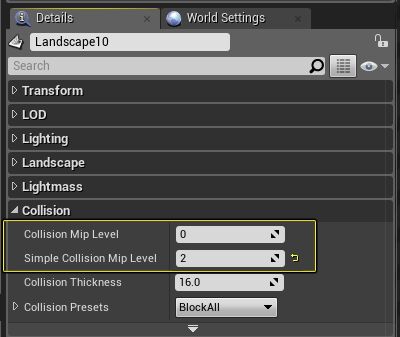 Details World Settings
Landscape10
Search
Transform
LOD
Lighting
Landscape
Lightmass
Collision
Collision Mip Level 0
Simple Collision Mip Level 2
Collision Thickness 16.0
Collision Presets BlockAll